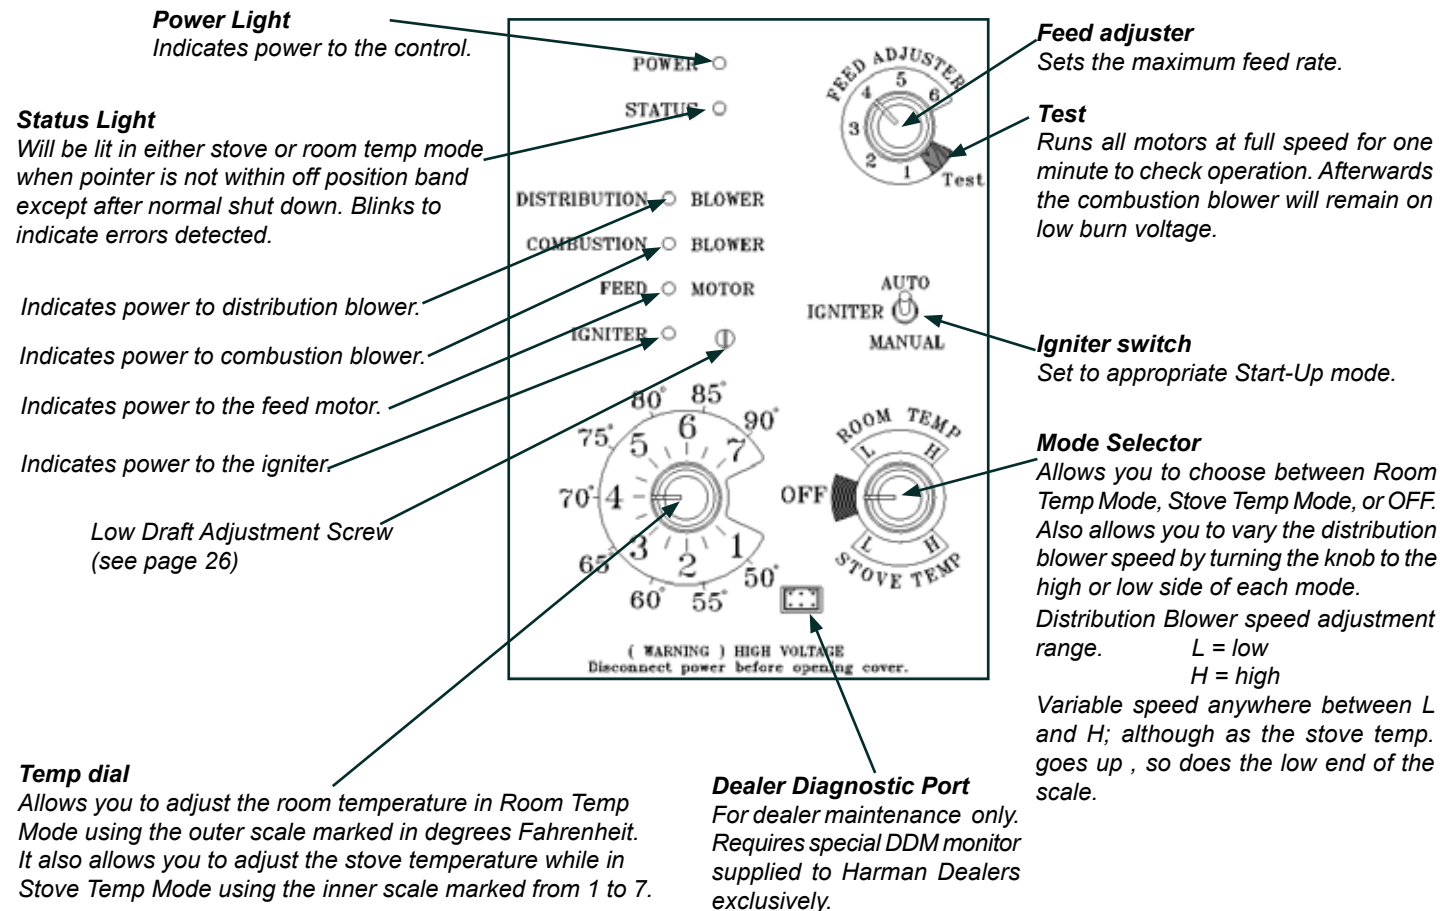 Power Light
Indicates power to the control.
Status Light
Will be lit in either stove or room temp mode
when pointer is not within off position band
except after normal shut down. Blinks to
indicate errors detected.
Indicates power to distribution blower.
Indicates power to combustion blower.
Indicates power to the feed motor.
Indicates power to the igniter.
Low Draft Adjustment Screw
(see page 26)
POWER
STATUS
DISTRIBUTION BLOWER
COMBUSTION BLOWER
FEED MOTOR
IGNITER
FEED ADJUSTER
1 2 3 4 5 6
Test
AUTO
IGNITER
MANUAL
50° 55° 60° 65° 70° 75° 80° 85° 90°
1 2 3 4 5 6 7
ROOM TEMP
L H
OFF
L H
STOVE TEMP
( WARNING ) HIGH VOLTAGE
Disconnect power before opening cover.
Feed adjuster
Sets the maximum feed rate.
Test
Runs all motors at full speed for one
minute to check operation. Afterwards
the combustion blower will remain on
low burn voltage.
Igniter switch
Set to appropriate Start-Up mode.
Mode Selector
Allows you to choose between Room
Temp Mode, Stove Temp Mode, or OFF.
Also allows you to vary the distribution
blower speed by turning the knob to the
high or low side of each mode.
Distribution Blower speed adjustment
range. L = low
H = high
Variable speed anywhere between L
and H; although as the stove temp.
goes up , so does the low end of the
scale.
Temp dial
Allows you to adjust the room temperature in Room Temp
Mode using the outer scale marked in degrees Fahrenheit.
It also allows you to adjust the stove temperature while in
Stove Temp Mode using the inner scale marked from 1 to 7.
Dealer Diagnostic Port
For dealer maintenance only.
Requires special DDM monitor
supplied to Harman Dealers
exclusively.